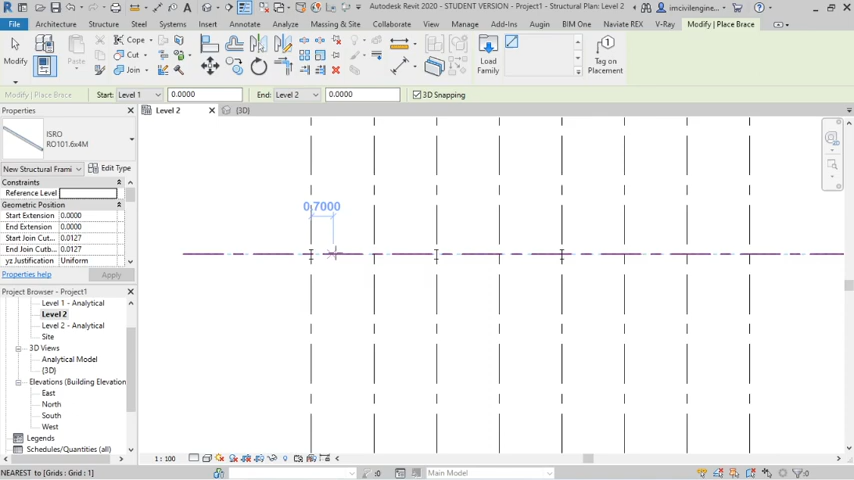 Autodesk Revit 2020 - STUDENT VERSION - Project1 - Structural Plan: Level 2
imcivilengine...
File Architecture Structure Steel Systems Insert Annotate Analyze Massing & Site Collaborate View Manage Add-Ins Augin BIM One Naviate REX V-Ray Modify | Place Brace
Modify
Paste
Cope
Cut
Join
Load
Family
Tag on
Placement
Modify | Place Brace Start: Level 1 0.0000 End: Level 2 0.0000 3D Snapping
Properties
Level 2
{3D}
ISRO
RO101.6x4M
New Structural Frami Edit Type
Constraints
Reference Level
Geometric Position
Start Extension 0.0000
End Extension 0.0000
Start Join Cutb... 0.0127
End Join Cutb... 0.0127
yz Justification Uniform
Properties help Apply
0.7000
Project Browser - Project1
Level 1 - Analytical
Level 2
Level 2 - Analytical
Site
3D Views
Analytical Model
{3D}
Elevations (Building Elevation
East
North
South
West
Legends
Schedules/Quantities (all)
1 : 100
NEAREST to [Grids : Grid : 1]
:0
Main Model
:0